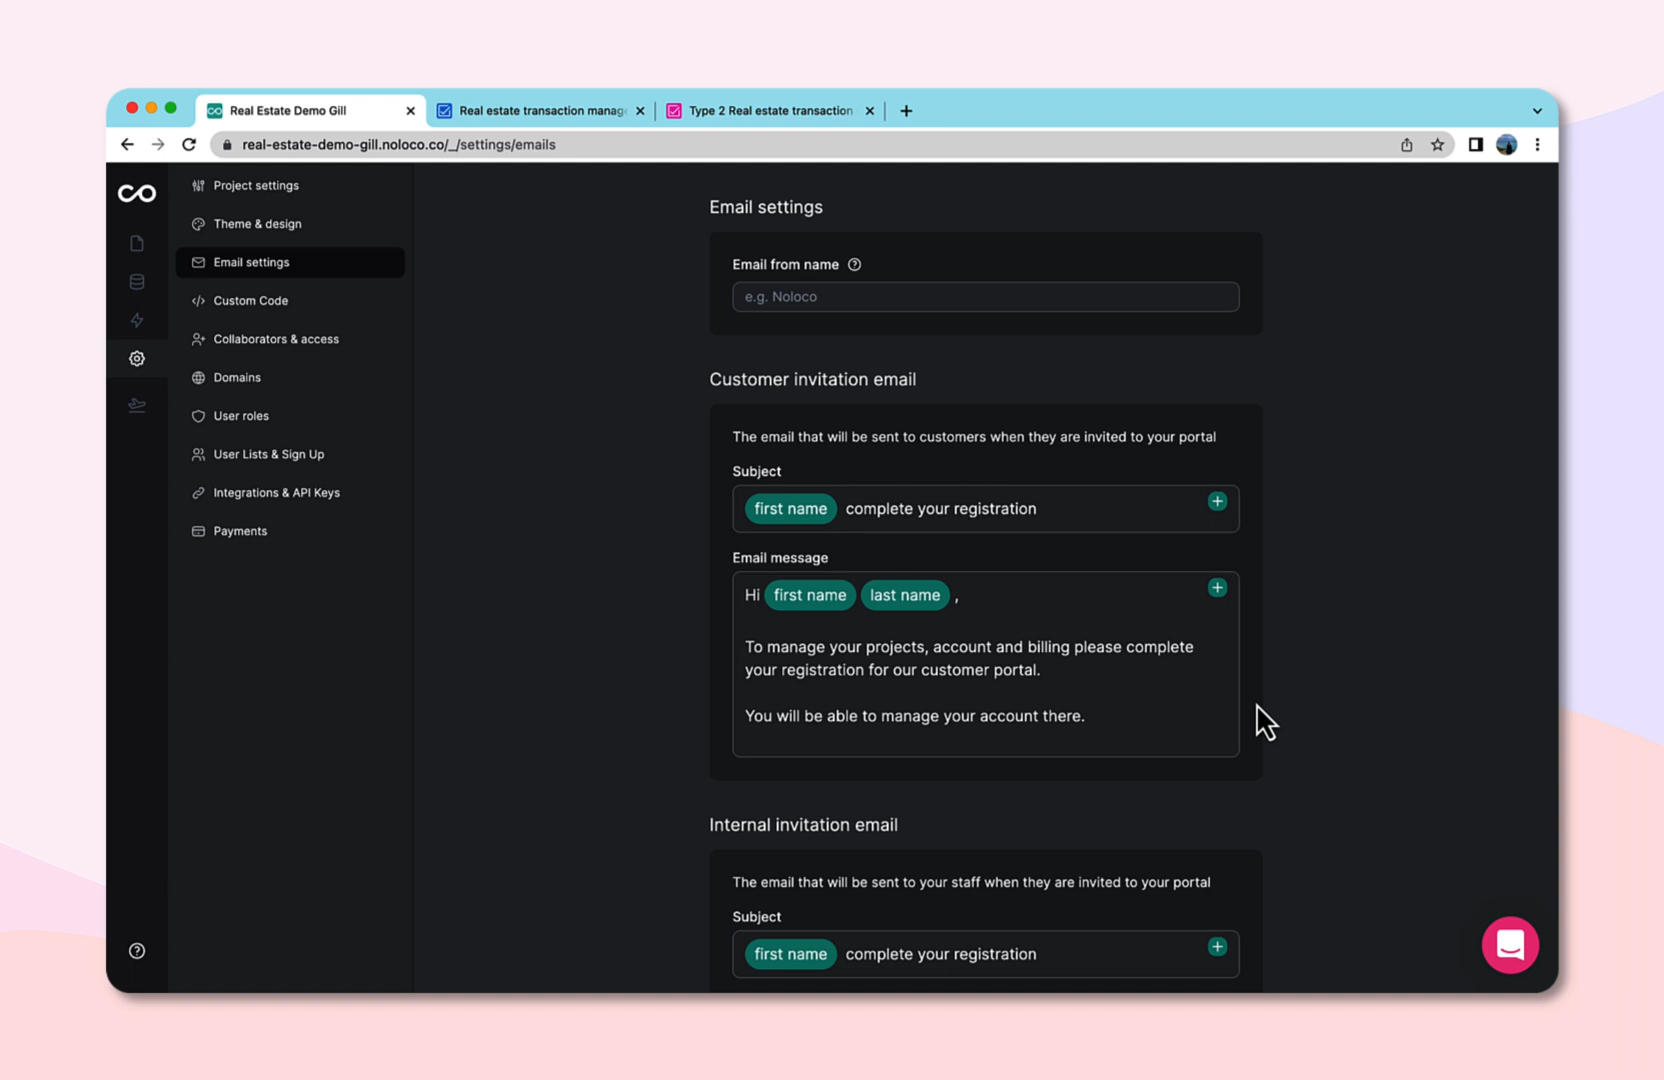 Real Estate Demo Gill
Real estate transaction manag
Type 2 Real estate transaction
real-estate-demo-gill.noloco.co/_/settings/emails
Project settings
Theme & design
Email settings
Custom Code
Collaborators & access
Domains
User roles
User Lists & Sign Up
Integrations & API Keys
Payments
Email settings
Email from name
e.g. Noloco
Customer invitation email
The email that will be sent to customers when they are invited to your portal
Subject
first name complete your registration
Email message
Hi first name last name ,
To manage your projects, account and billing please complete
your registration for our customer portal.
You will be able to manage your account there.
Internal invitation email
The email that will be sent to your staff when they are invited to your portal
Subject
first name complete your registration